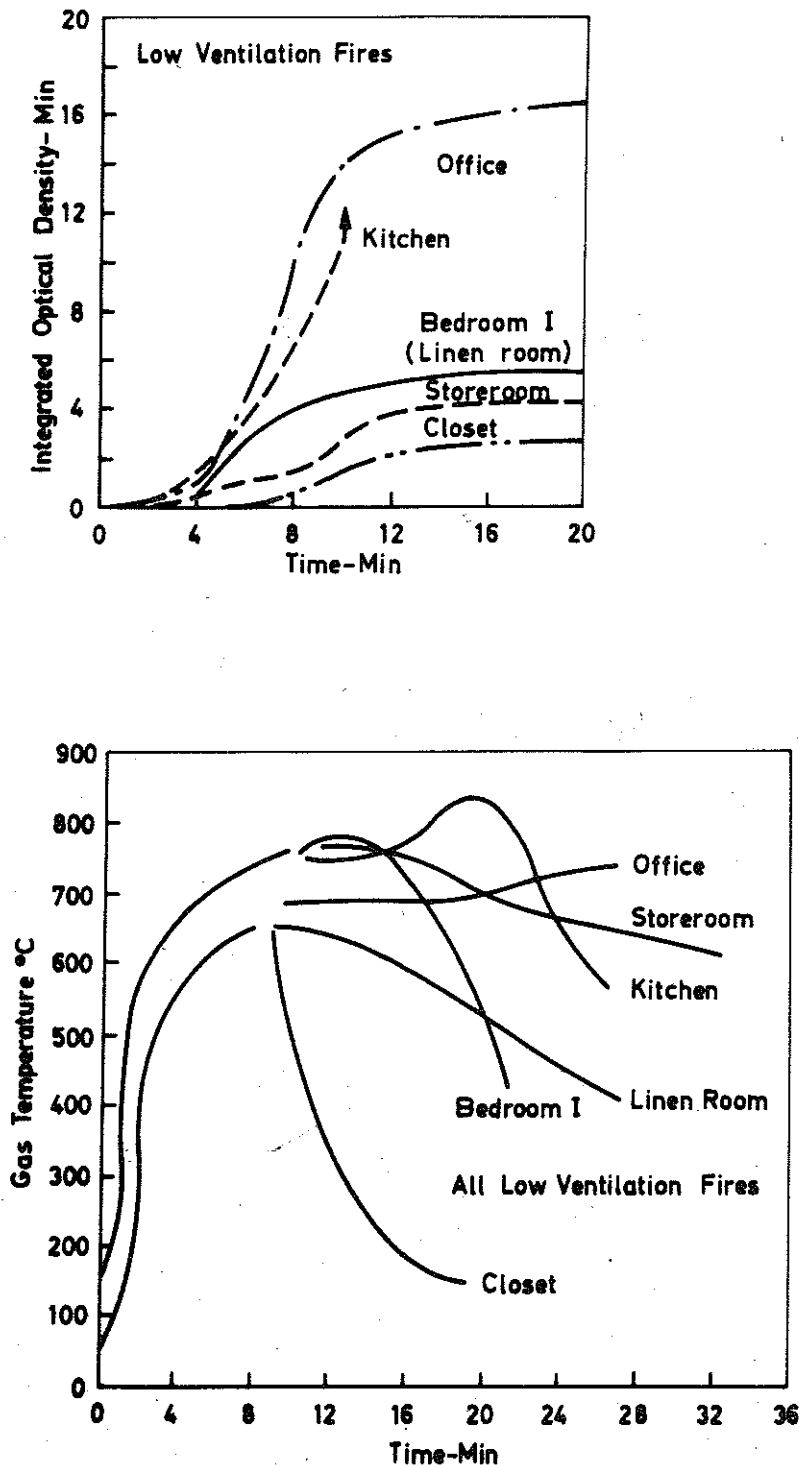 20
Low Ventilation Fires
16
Office
12
Kitchen
8
Bedroom I
(Linen room)
Storeroom
4
Closet
0
Integrated Optical Density-Min
0 4 8 12 16 20
Time-Min
900
800
Office
700
Storeroom
600
Kitchen
500
400
Bedroom I
Linen Room
300
All Low Ventilation Fires
200
Closet
100
0
Gas Temperature °C
0 4 8 12 16 20 24 28 32 36
Time-Min